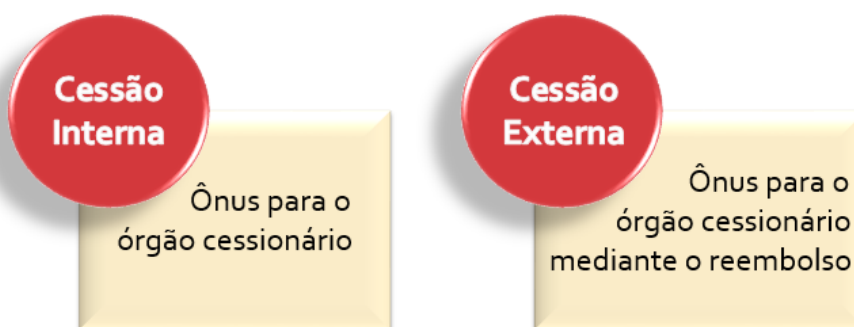 Cessão
Interna
Ônus para o
órgão cessionário
Cessão
Externa
Ônus para o
órgão cessionário
mediante o reembolso